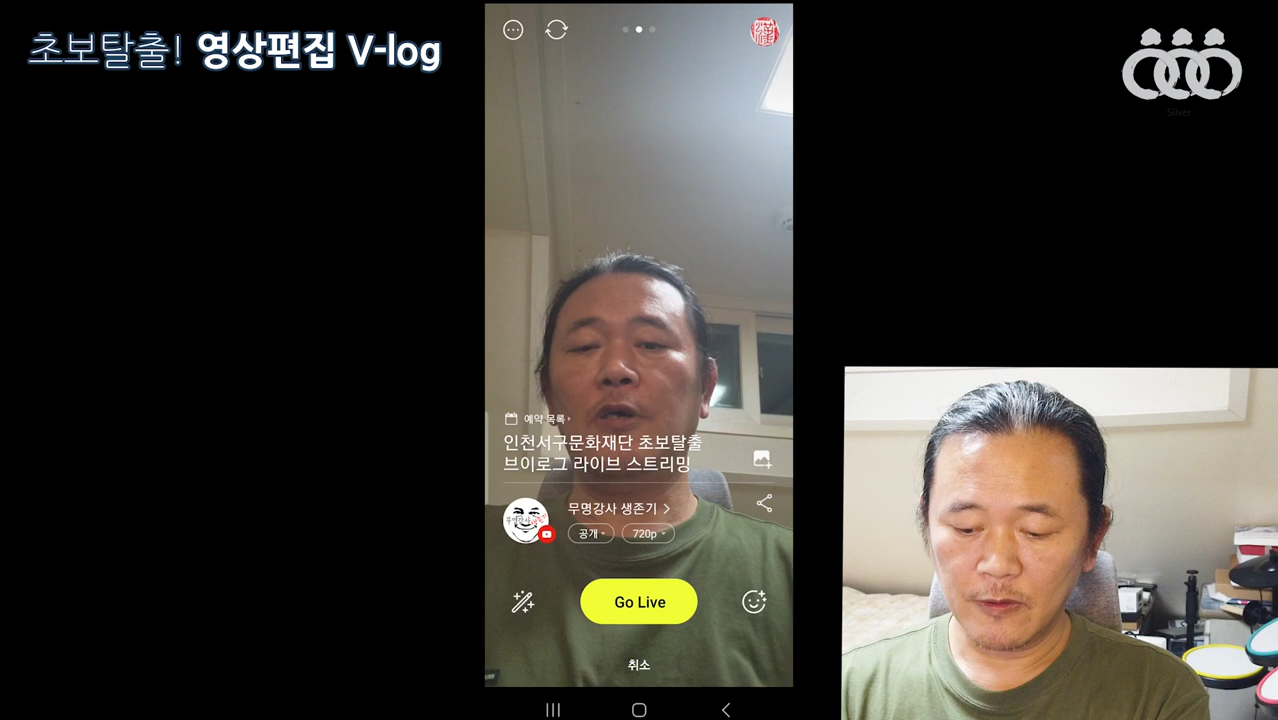 초보탈출! 영상편집 V-log
Silver
예약 목록
인천서구문화재단 초보탈출
브이로그 라이브 스트리밍
무명강사 생존기
공개
720p
Go Live
취소